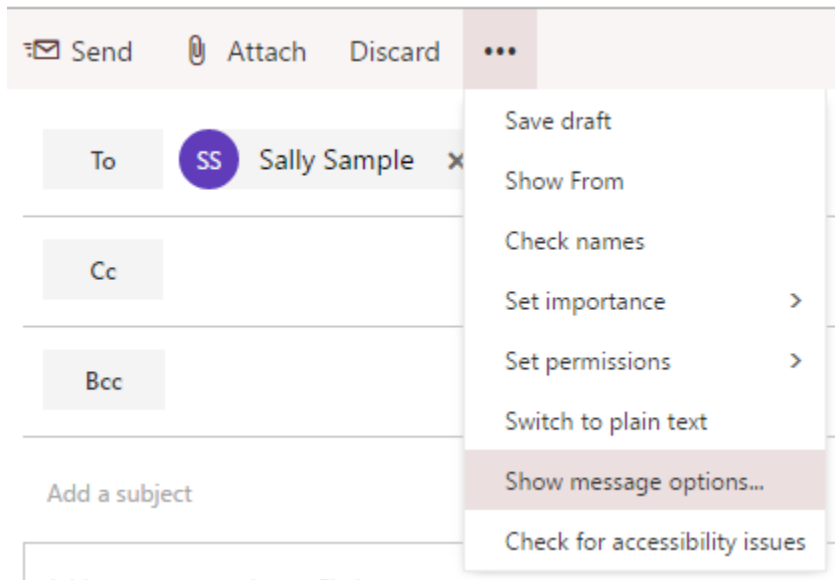 Send Attach Discard •••
To SS Sally Sample ×
Cc
Bcc
Add a subject
Save draft
Show From
Check names
Set importance >
Set permissions >
Switch to plain text
Show message options...
Check for accessibility issues